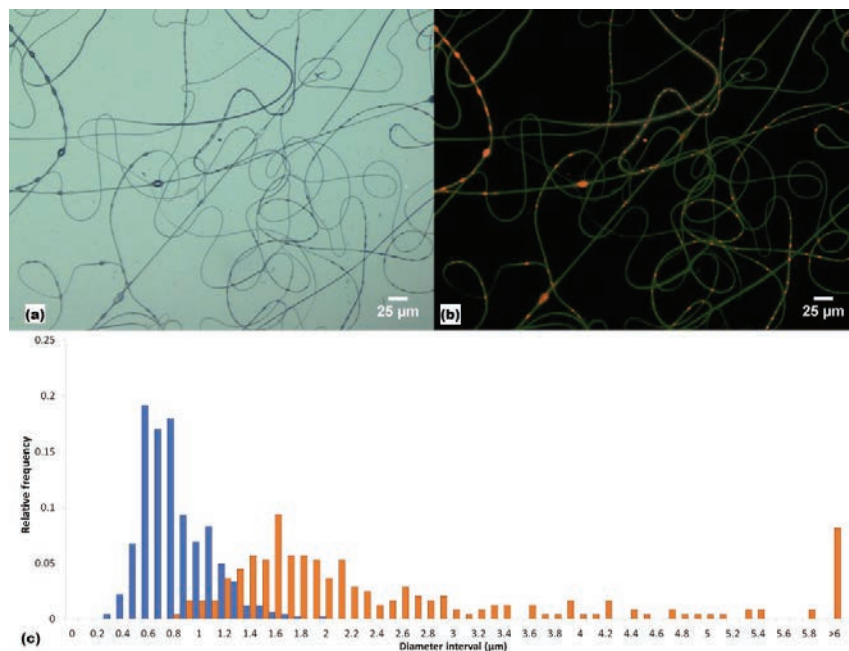 (a)
25 µm
(b)
25 µm
0.25
0.2
0.15
0.1
0.05
0
Relative frequency
0 0.2 0.4 0.6 0.8 1 1.2 1.4 1.6 1.8 2 2.2 2.4 2.6 2.8 3 3.2 3.4 3.6 3.8 4 4.2 4.4 4.6 4.8 5 5.2 5.4 5.6 5.8 >6
Diameter interval (µm)
(c)